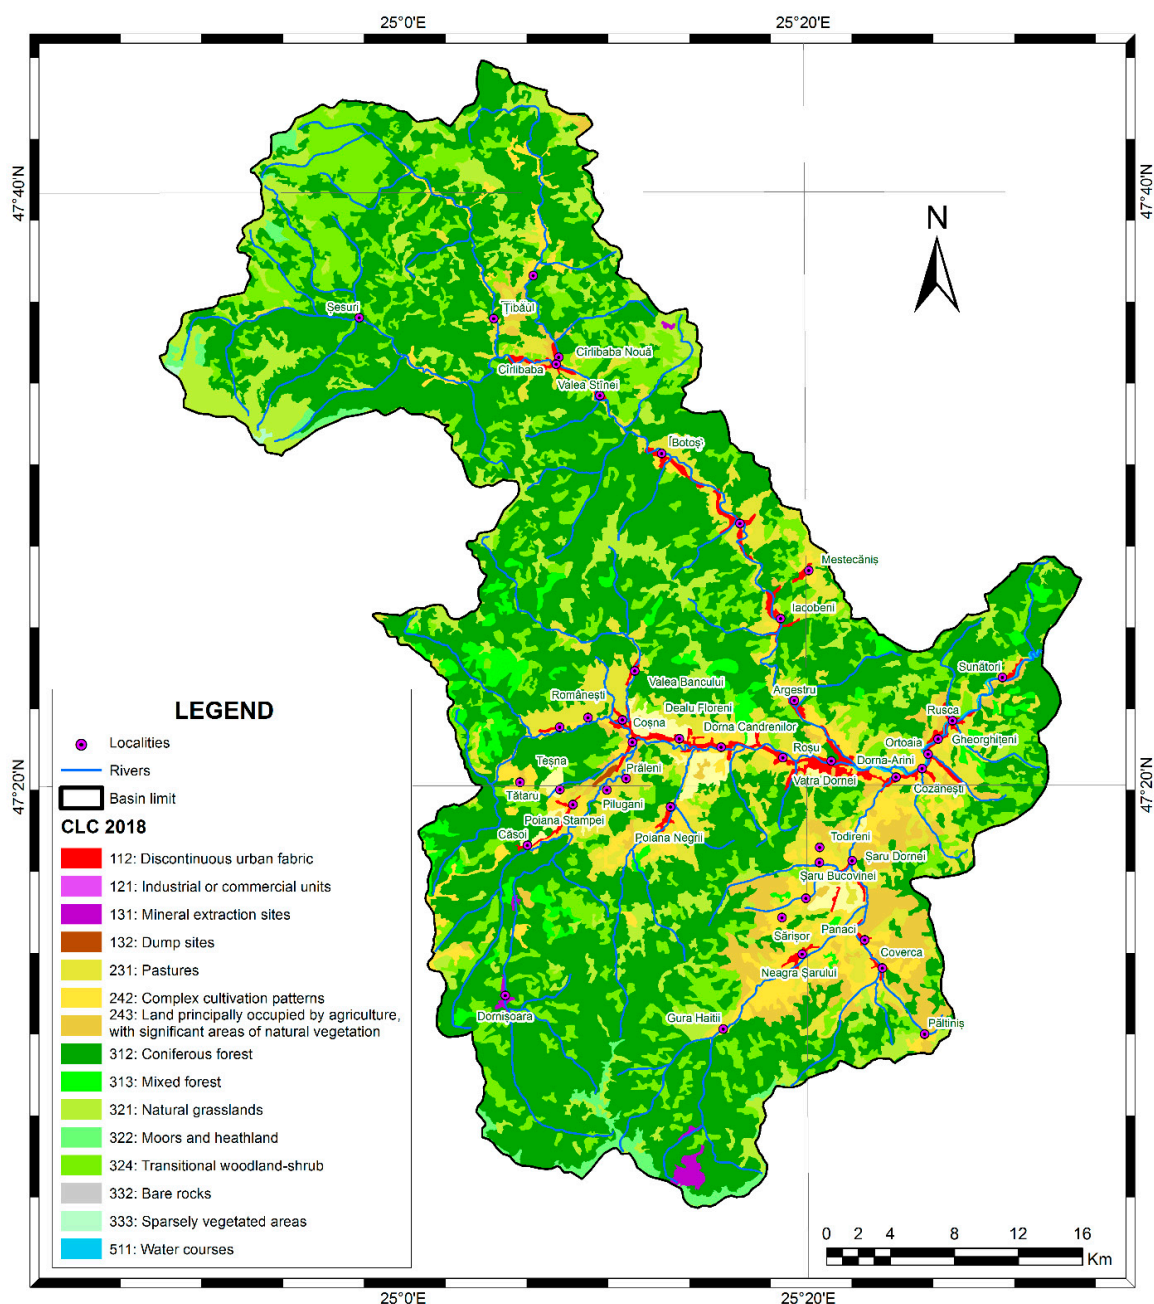 25°0'E
25°20'E
47°40'N
47°40'N
N
Șesuri
Țibăul
Cîrlibaba Nouă
Cîrlibaba
Valea Stînei
Botoș
Mestecăniș
Iacobeni
Sunători
Valea Bancului
Românești
Argestru
Dealu Floreni
Rusca
Coșna
Dorna Candrenilor
Ortoaia
Gheorghițeni
Roșu
Teșna
Dorna-Arini
Prăleni
Vatra Dornei
Cozănești
47°20'N
47°20'N
Tătaru
Pilugani
Poiana Stampei
Căsoi
Poiana Negrii
Todireni
Șaru Dornei
Șaru Bucovinei
Panaci
Sărișor
Coverca
Neagra Șarului
Dornișoara
Gura Haitii
Păltiniș
LEGEND
Localities
Rivers
Basin limit
CLC 2018
112: Discontinuous urban fabric
121: Industrial or commercial units
131: Mineral extraction sites
132: Dump sites
231: Pastures
242: Complex cultivation patterns
243: Land principally occupied by agriculture,
with significant areas of natural vegetation
312: Coniferous forest
313: Mixed forest
321: Natural grasslands
322: Moors and heathland
324: Transitional woodland-shrub
332: Bare rocks
333: Sparsely vegetated areas
511: Water courses
0 2 4 8 12 16
Km
25°0'E
25°20'E